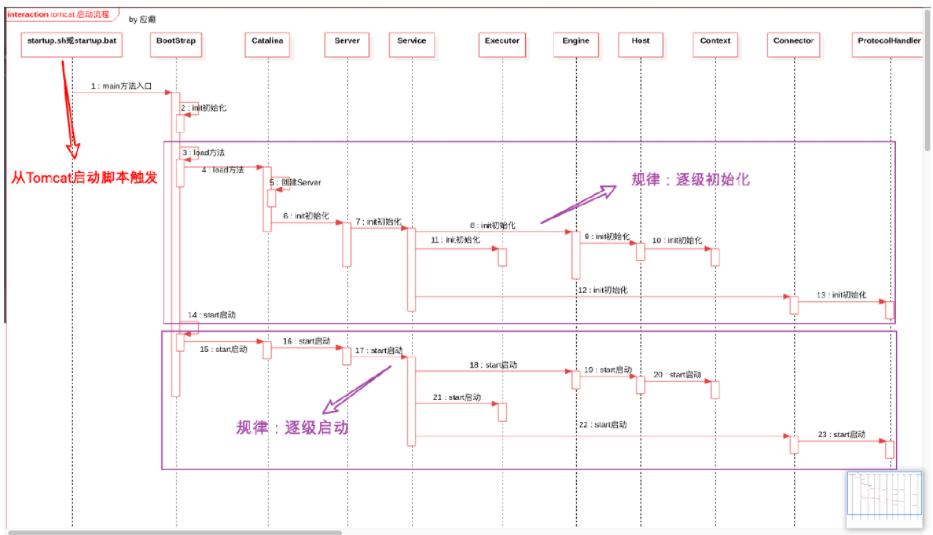 interaction tomcat 启动流程
by 应癫
startup.sh或startup.bat
BootStrap
Catalina
Server
Service
Executor
Engine
Host
Context
Connector
ProtocolHandler
1 : main方法入口
2 : init初始化
3 : load方法
4 : load方法
从Tomcat启动脚本触发
5 : 创建Server
规律：逐级初始化
6 : init初始化
7 : init初始化
8 : init初始化
9 : init初始化
10 : init初始化
11 : init初始化
12 : init初始化
13 : init初始化
14 : start启动
15 : start启动
16 : start启动
17 : start启动
18 : start启动
19 : start启动
20 : start启动
21 : start启动
规律：逐级启动
22 : start启动
23 : start启动